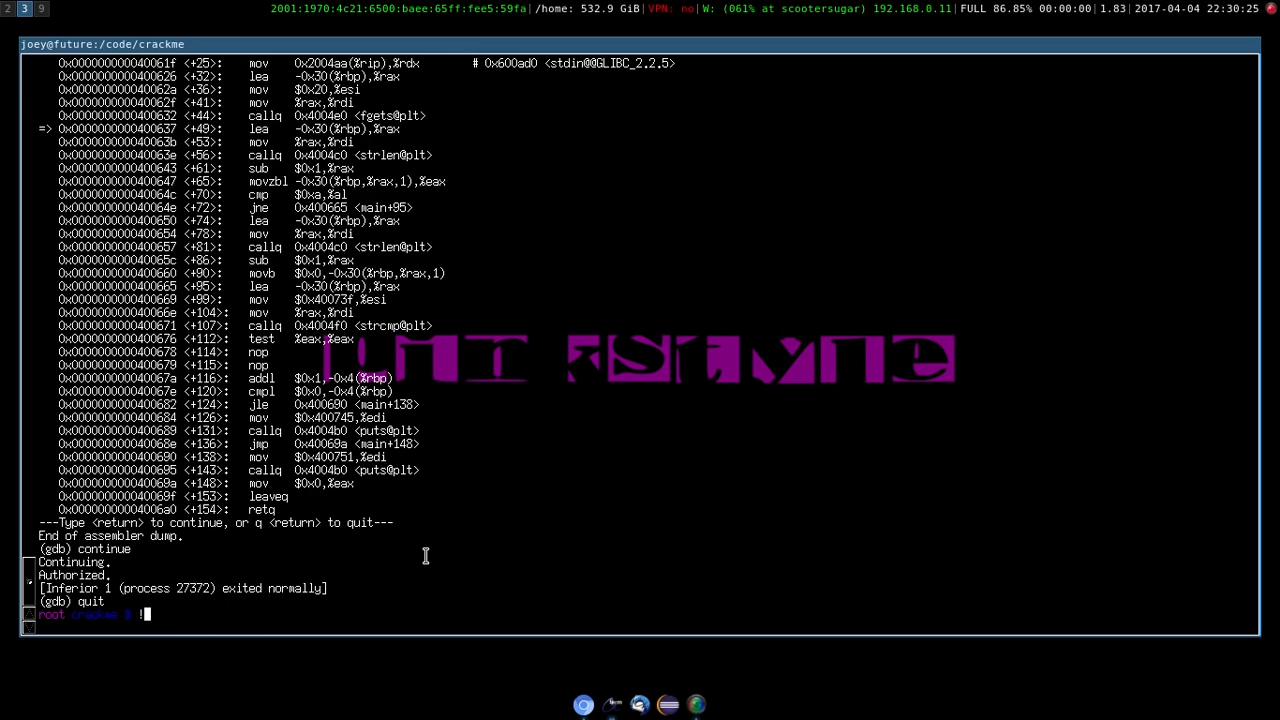 2 3 9 2001:1970:4c21:6500:baee:65ff:fee5:59fa|/home: 532.9 GiB|VPN: no|W: (061% at scootersugar) 192.168.0.11|FULL 86.85% 00:00:00|1.83|2017-04-04 22:30:25
joey@future:/code/crackme
0x000000000040061f <+25>: mov 0x2004aa(%rip),%rdx # 0x600ad0 <stdin@@GLIBC_2.2.5>
0x0000000000400626 <+32>: lea -0x30(%rbp),%rax
0x000000000040062a <+36>: mov $0x20,%esi
0x000000000040062f <+41>: mov %rax,%rdi
0x0000000000400632 <+44>: callq 0x4004e0 <fgets@plt>
=> 0x0000000000400637 <+49>: lea -0x30(%rbp),%rax
0x000000000040063b <+53>: mov %rax,%rdi
0x000000000040063e <+56>: callq 0x4004c0 <strlen@plt>
0x0000000000400643 <+61>: sub $0x1,%rax
0x0000000000400647 <+65>: movzbl -0x30(%rbp,%rax,1),%eax
0x000000000040064c <+70>: cmp $0xa,%al
0x000000000040064e <+72>: jne 0x400665 <main+95>
0x0000000000400650 <+74>: lea -0x30(%rbp),%rax
0x0000000000400654 <+78>: mov %rax,%rdi
0x0000000000400657 <+81>: callq 0x4004c0 <strlen@plt>
0x000000000040065c <+86>: sub $0x1,%rax
0x0000000000400660 <+90>: movb $0x0,-0x30(%rbp,%rax,1)
0x0000000000400665 <+95>: lea -0x30(%rbp),%rax
0x0000000000400669 <+99>: mov $0x40073f,%esi
0x000000000040066e <+104>: mov %rax,%rdi
0x0000000000400671 <+107>: callq 0x4004f0 <strcmp@plt>
0x0000000000400676 <+112>: test %eax,%eax
0x0000000000400678 <+114>: nop
0x0000000000400679 <+115>: nop
0x000000000040067a <+116>: addl $0x1,-0x4(%rbp)
0x000000000040067e <+120>: cmpl $0x0,-0x4(%rbp)
0x0000000000400682 <+124>: jle 0x400690 <main+138>
0x0000000000400684 <+126>: mov $0x400745,%edi
0x0000000000400689 <+131>: callq 0x4004b0 <puts@plt>
0x000000000040068e <+136>: jmp 0x40069a <main+148>
0x0000000000400690 <+138>: mov $0x400751,%edi
0x0000000000400695 <+143>: callq 0x4004b0 <puts@plt>
0x000000000040069a <+148>: mov $0x0,%eax
0x000000000040069f <+153>: leaveq
0x00000000004006a0 <+154>: retq
---Type <return> to continue, or q <return> to quit---
End of assembler dump.
(gdb) continue
Continuing.
Authorized.
[Inferior 1 (process 27372) exited normally]
(gdb) quit
root crackme $ !